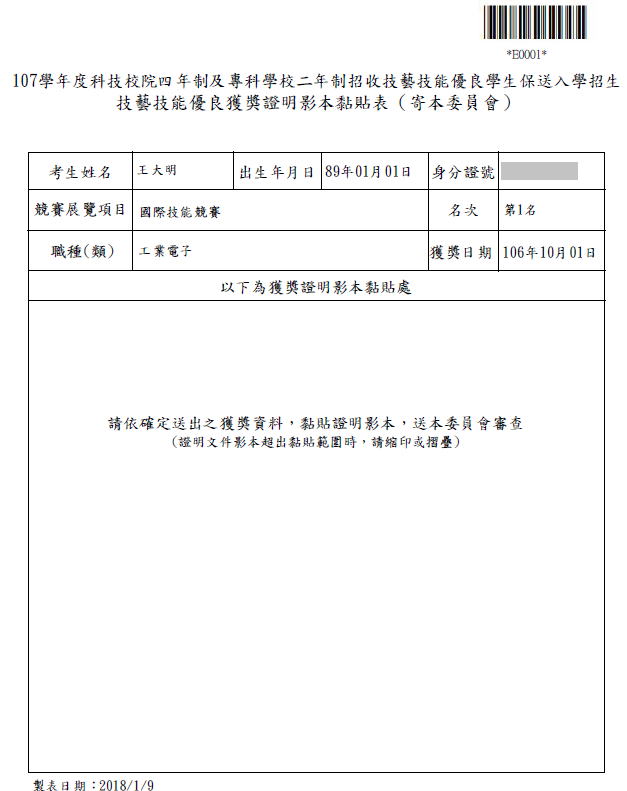 *E0001*
107學年度科技校院四年制及專科學校二年制招收技藝技能優良學生保送入學招生
技藝技能優良獲獎證明影本黏貼表（寄本委員會）
考生姓名 王大明 出生年月日 89年01月01日 身分證號
競賽展覽項目 國際技能競賽 名次 第1名
職種(類) 工業電子 獲獎日期 106年10月01日
以下為獲獎證明影本黏貼處
請依確定送出之獲獎資料，黏貼證明影本，送本委員會審查
(證明文件影本超出黏貼範圍時，請縮印或摺疊)
製表日期：2018/1/9